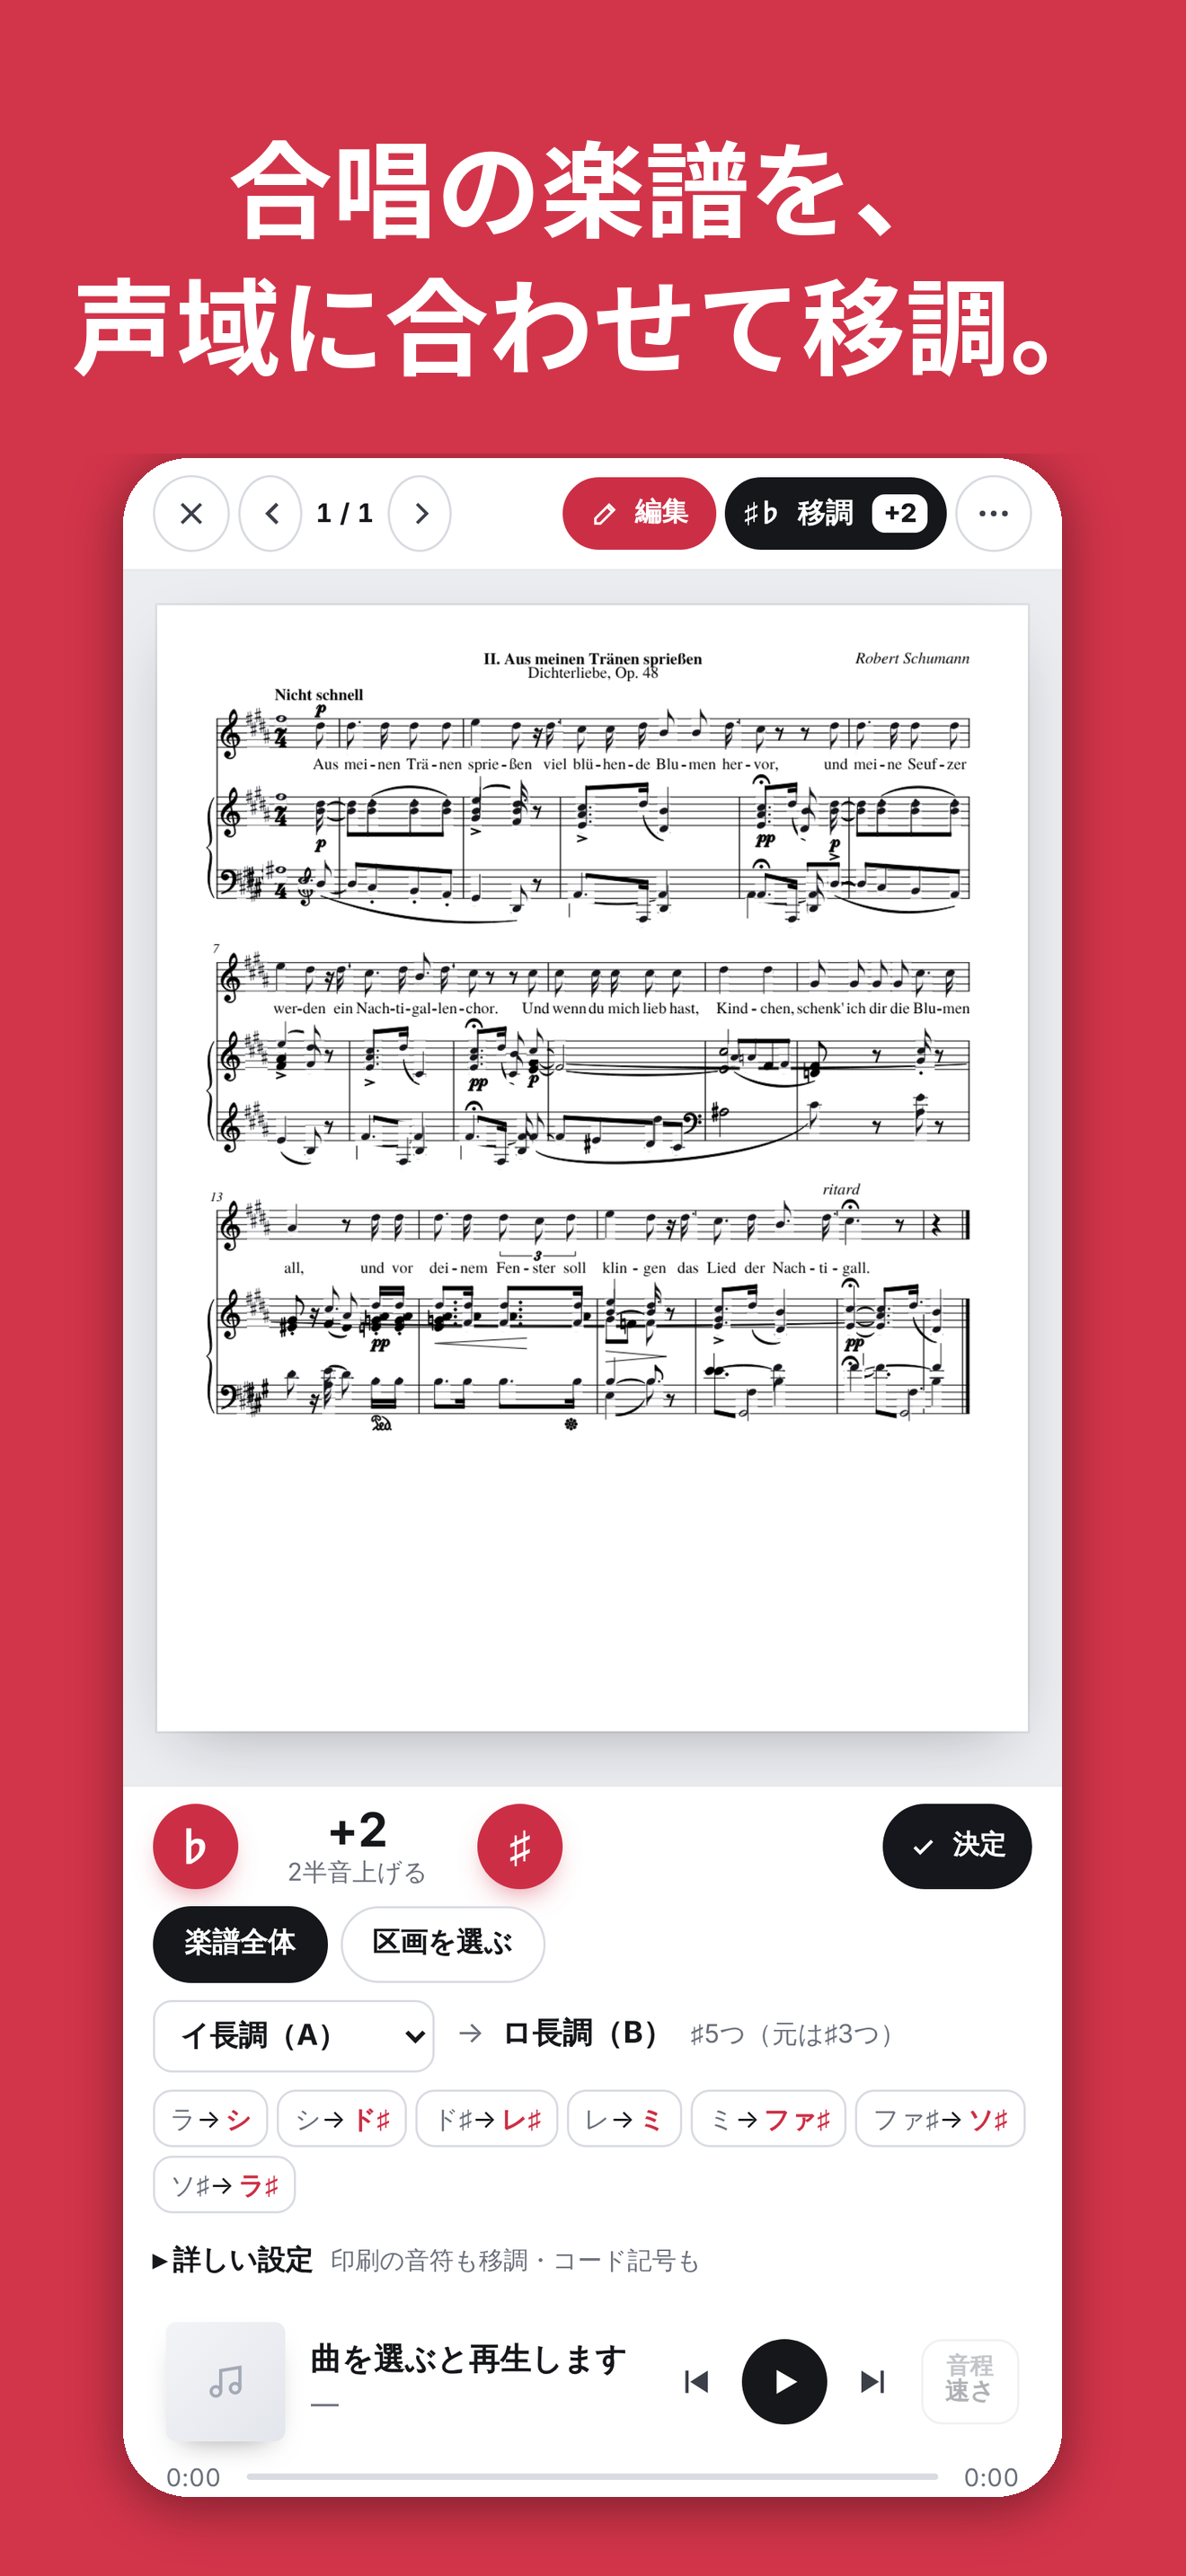 合唱の楽譜を、
声域に合わせて移調。
1 / 1
編集
♯♭ 移調 +2
II. Aus meinen Tränen sprießen
Robert Schumann
Dichterliebe, Op. 48
Nicht schnell
p
Aus mei-nen Trä-nen sprie-ßen viel blü-hen-de Blu-men her-vor, und mei-ne Seuf-zer
p pp p
7
wer-den ein Nach-ti-gal-len-chor. Und wenn du mich lieb hast, Kind-chen, schenk' ich dir die Blu-men
pp p
13
ritard
3
all, und vor dei-nem Fen-ster soll klin-gen das Lied der Nach-ti-gall.
pp pp
Ped
♭
+2
2半音上げる
♯
決定
楽譜全体
区画を選ぶ
イ長調（A） → ロ長調（B） ♯5つ（元は♯3つ）
ラ→シ シ→ド♯ ド♯→レ♯ レ→ミ ミ→ファ♯ ファ♯→ソ♯
ソ♯→ラ♯
▸詳しい設定 印刷の音符も移調・コード記号も
曲を選ぶと再生します
—
音程
速さ
0:00
0:00